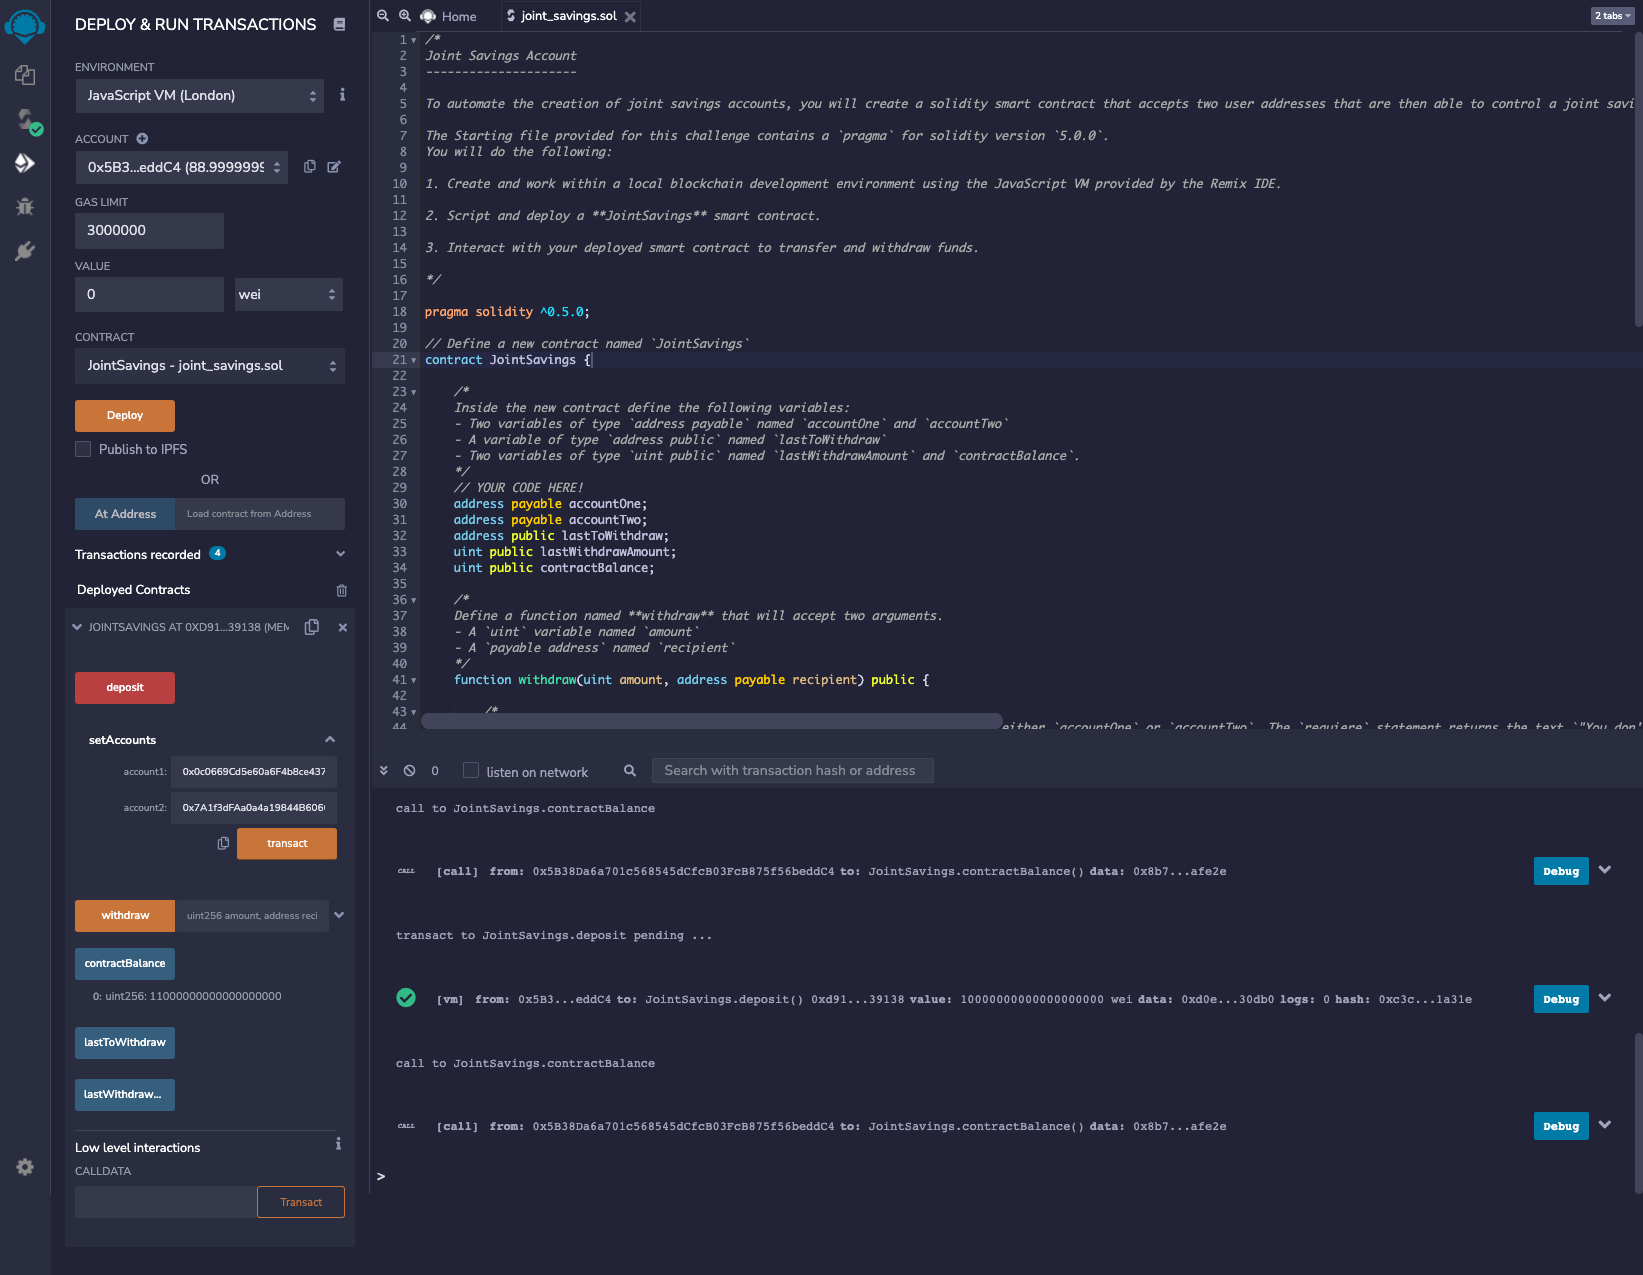 DEPLOY & RUN TRANSACTIONS
ENVIRONMENT
JavaScript VM (London)
ACCOUNT
0x5B3...eddC4 (88.9999999
GAS LIMIT
3000000
VALUE
0
wei
CONTRACT
JointSavings - joint_savings.sol
Deploy
Publish to IPFS
OR
At Address
Load contract from Address
Transactions recorded 4
Deployed Contracts
JOINTSAVINGS AT 0XD91...39138 (MEM
deposit
setAccounts
account1: 0x0c0669Cd5e60a6F4b8ce437
account2: 0x7A1f3dFAa0a4a19844B606
transact
withdraw
uint256 amount, address reci
contractBalance
0: uint256: 11000000000000000000
lastToWithdraw
lastWithdraw...
Low level interactions
CALLDATA
Transact
Home
joint_savings.sol
2 tabs
1 /*
2 Joint Savings Account
3 ---------------------
4
5 To automate the creation of joint savings accounts, you will create a solidity smart contract that accepts two user addresses that are then able to control a joint savi
6
7 The Starting file provided for this challenge contains a `pragma` for solidity version `5.0.0`.
8 You will do the following:
9
10 1. Create and work within a local blockchain development environment using the JavaScript VM provided by the Remix IDE.
11
12 2. Script and deploy a **JointSavings** smart contract.
13
14 3. Interact with your deployed smart contract to transfer and withdraw funds.
15
16 */
17
18 pragma solidity ^0.5.0;
19
20 // Define a new contract named `JointSavings`
21 contract JointSavings {
22
23 /*
24 Inside the new contract define the following variables:
25 - Two variables of type `address payable` named `accountOne` and `accountTwo`
26 - A variable of type `address public` named `lastToWithdraw`
27 - Two variables of type `uint public` named `lastWithdrawAmount` and `contractBalance`.
28 */
29 // YOUR CODE HERE!
30 address payable accountOne;
31 address payable accountTwo;
32 address public lastToWithdraw;
33 uint public lastWithdrawAmount;
34 uint public contractBalance;
35
36 /*
37 Define a function named **withdraw** that will accept two arguments.
38 - A `uint` variable named `amount`
39 - A `payable address` named `recipient`
40 */
41 function withdraw(uint amount, address payable recipient) public {
42
43 /*
44 either `accountOne` or `accountTwo`. The `requiere` statement returns the text `"You don'
0
listen on network
Search with transaction hash or address
call to JointSavings.contractBalance
CALL [call] from: 0x5B38Da6a701c568545dCfcB03FcB875f56beddC4 to: JointSavings.contractBalance() data: 0x8b7...afe2e
Debug
transact to JointSavings.deposit pending ...
[vm] from: 0x5B3...eddC4 to: JointSavings.deposit() 0xd91...39138 value: 10000000000000000000 wei data: 0xd0e...30db0 logs: 0 hash: 0xc3c...1a31e
Debug
call to JointSavings.contractBalance
CALL [call] from: 0x5B38Da6a701c568545dCfcB03FcB875f56beddC4 to: JointSavings.contractBalance() data: 0x8b7...afe2e
Debug
>